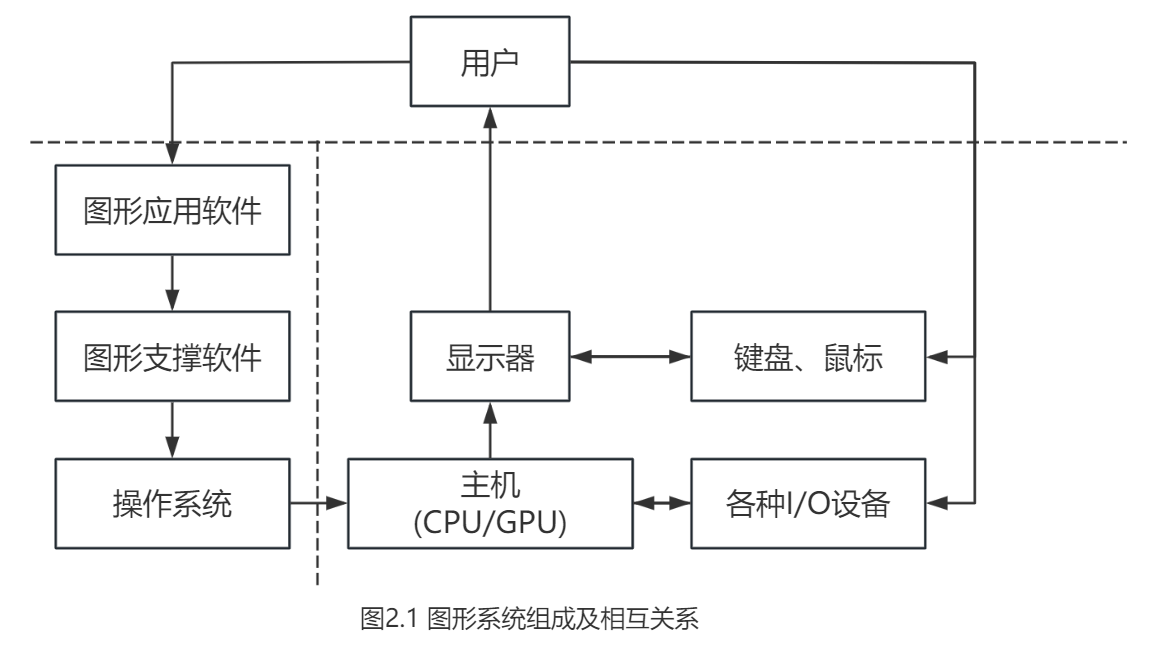 用户
图形应用软件
图形支撑软件
显示器
键盘、鼠标
操作系统
主机
(CPU/GPU)
各种I/O设备
图2.1 图形系统组成及相互关系